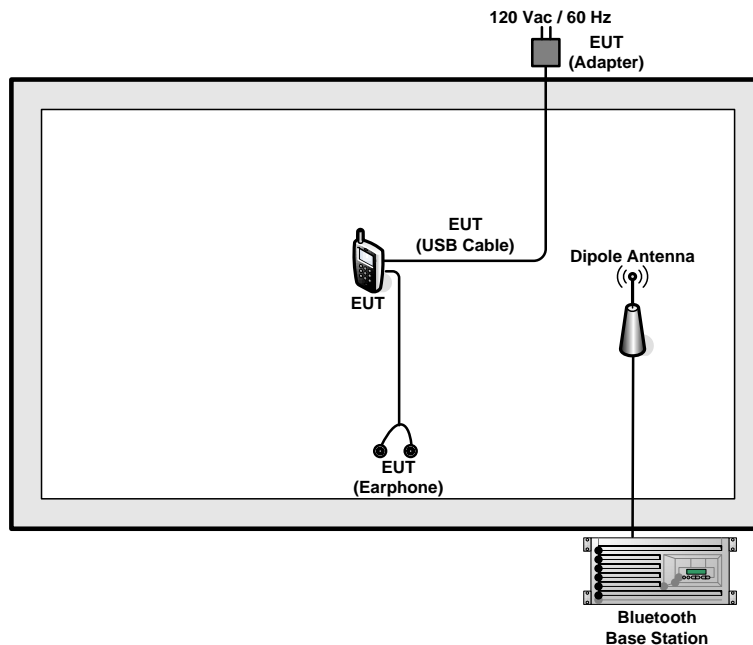 120 Vac / 60 Hz
EUT
(Adapter)
EUT
(USB Cable)
Dipole Antenna
EUT
EUT
(Earphone)
Bluetooth
Base Station